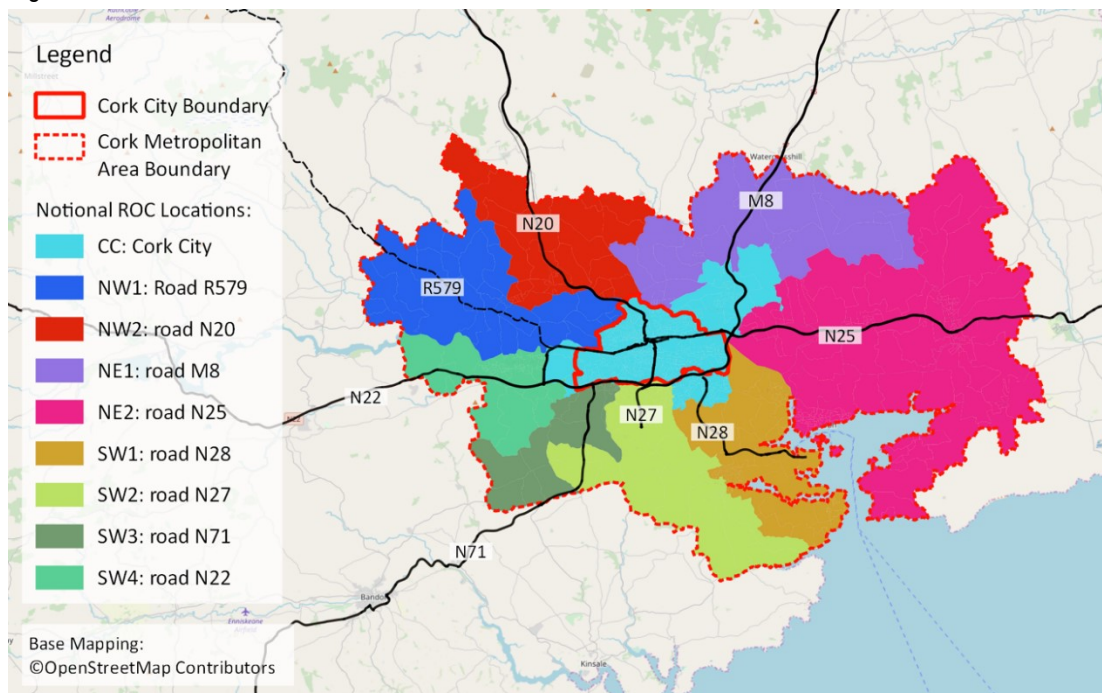 Legend
Cork City Boundary
Cork Metropolitan
Area Boundary
Notional ROC Locations:
CC: Cork City
NW1: Road R579
NW2: road N20
NE1: road M8
NE2: road N25
SW1: road N28
SW2: road N27
SW3: road N71
SW4: road N22
Base Mapping:
©OpenStreetMap Contributors
N20
M8
R579
N25
N22
N27
N28
N71
Bandon
Kinsale